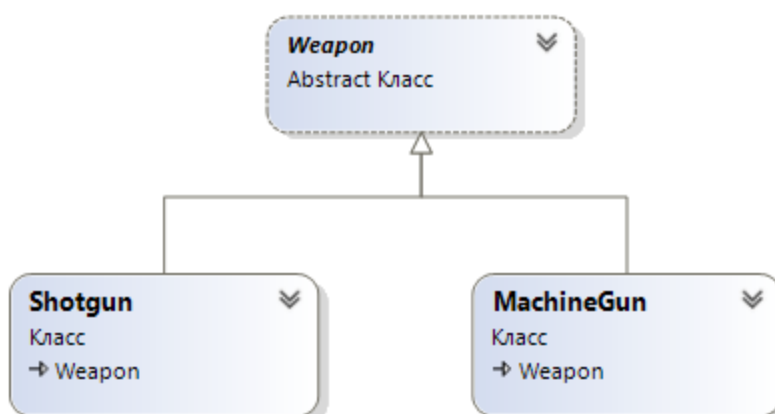 Weapon
Abstract Класс
Shotgun
Класс
Weapon
MachineGun
Класс
Weapon